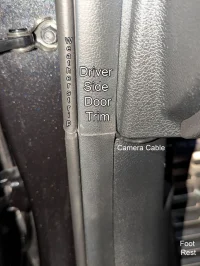 Weatherstrip
Driver
Side
Door
Trim
Camera Cable
Foot
Rest